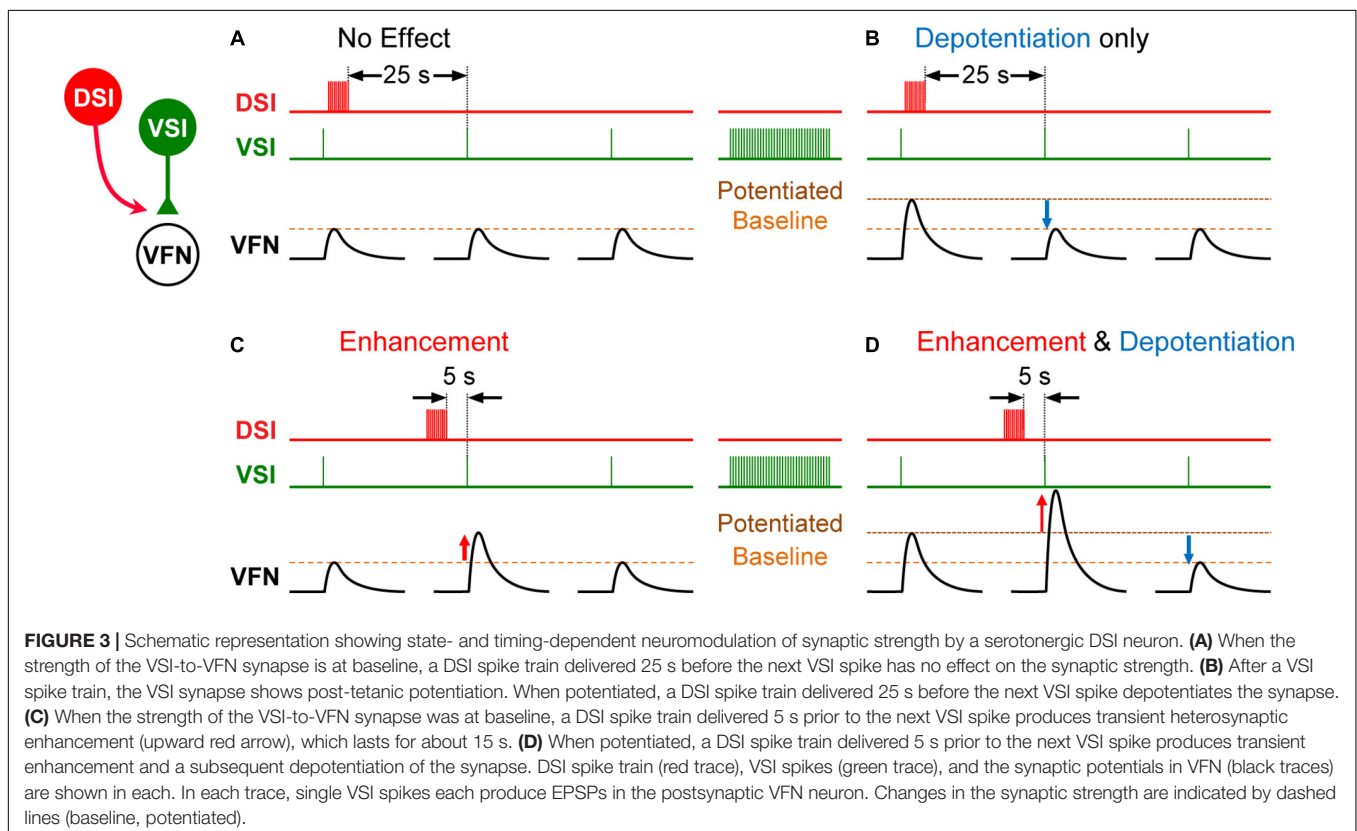 A
No Effect
B
Depotentiation only
DSI
VSI
VFN
25 s
DSI
VSI
Potentiated
Baseline
VFN
25 s
C
Enhancement
D
Enhancement & Depotentiation
5 s
DSI
VSI
Potentiated
Baseline
VFN
5 s
FIGURE 3 | Schematic representation showing state- and timing-dependent neuromodulation of synaptic strength by a serotonergic DSI neuron. (A) When the
strength of the VSI-to-VFN synapse is at baseline, a DSI spike train delivered 25 s before the next VSI spike has no effect on the synaptic strength. (B) After a VSI
spike train, the VSI synapse shows post-tetanic potentiation. When potentiated, a DSI spike train delivered 25 s before the next VSI spike depotentiates the synapse.
(C) When the strength of the VSI-to-VFN synapse was at baseline, a DSI spike train delivered 5 s prior to the next VSI spike produces transient heterosynaptic
enhancement (upward red arrow), which lasts for about 15 s. (D) When potentiated, a DSI spike train delivered 5 s prior to the next VSI spike produces transient
enhancement and a subsequent depotentiation of the synapse. DSI spike train (red trace), VSI spikes (green trace), and the synaptic potentials in VFN (black traces)
are shown in each. In each trace, single VSI spikes each produce EPSPs in the postsynaptic VFN neuron. Changes in the synaptic strength are indicated by dashed
lines (baseline, potentiated).